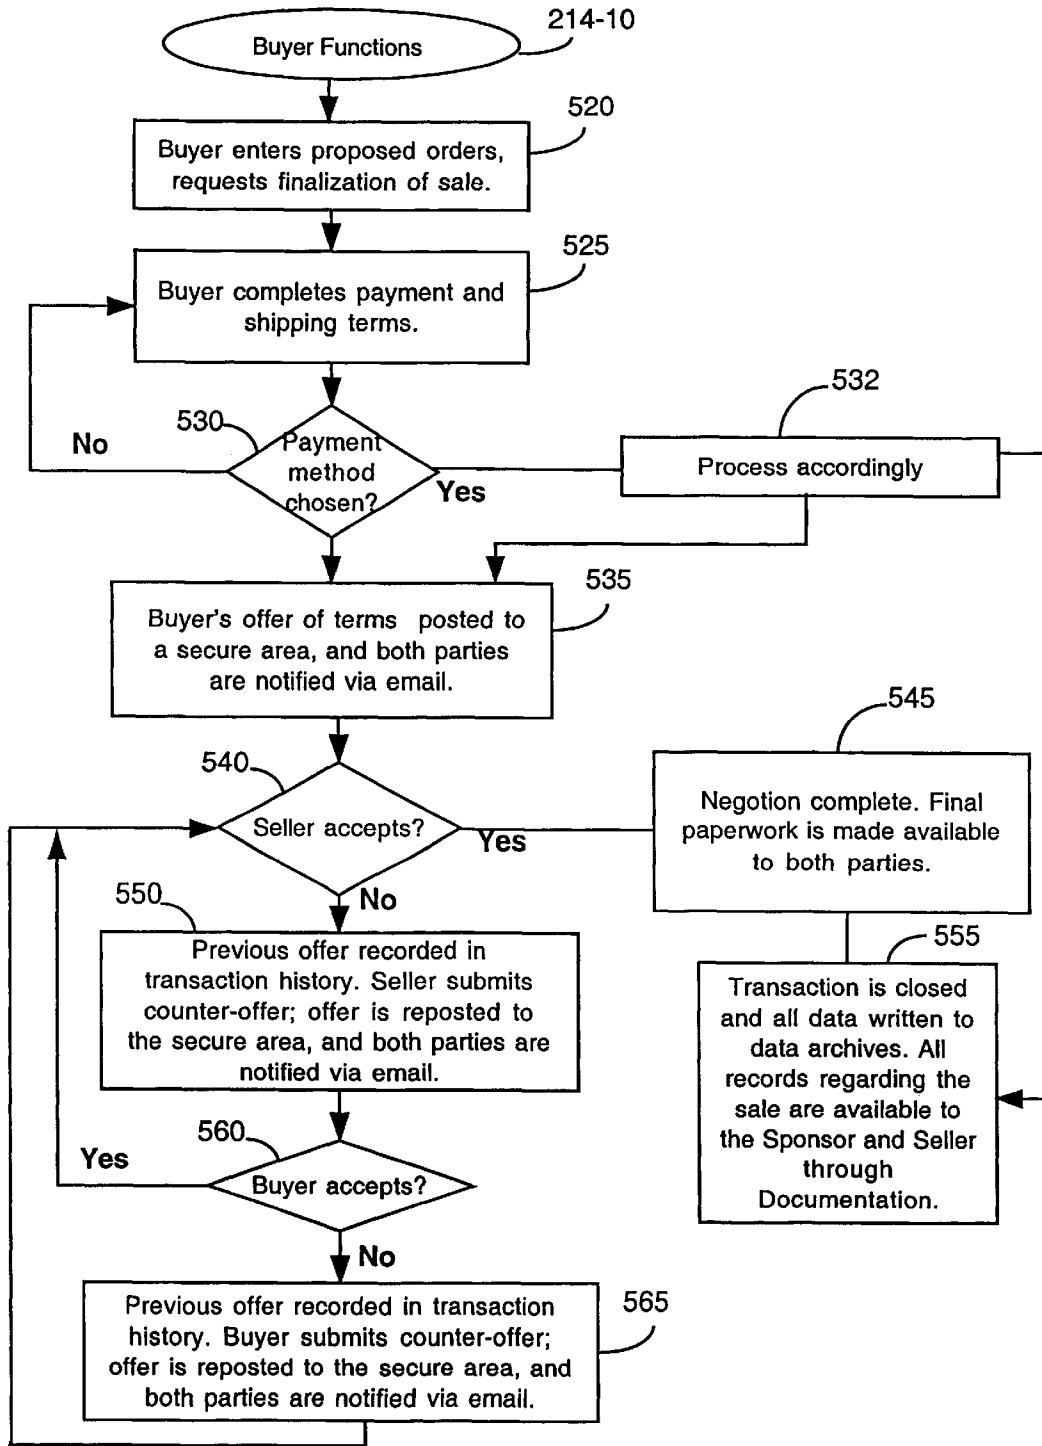 214-10
Buyer Functions
520
Buyer enters proposed orders,
requests finalization of sale.
525
Buyer completes payment and
shipping terms.
532
530
No
Payment
method
chosen?
Yes
Process accordingly
535
Buyer's offer of terms posted to
a secure area, and both parties
are notified via email.
545
540
Seller accepts?
Yes
Negotion complete. Final
paperwork is made available
to both parties.
No
550
Previous offer recorded in
transaction history. Seller submits
counter-offer; offer is reposted to
the secure area, and both parties are
notified via email.
555
Transaction is closed
and all data written to
data archives. All
records regarding the
sale are available to
the Sponsor and Seller
through
Documentation.
560
Yes
Buyer accepts?
No
565
Previous offer recorded in transaction
history. Buyer submits counter-offer;
offer is reposted to the secure area, and
both parties are notified via email.